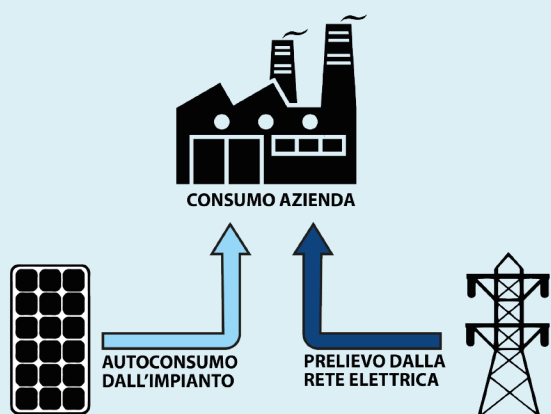 CONSUMO AZIENDA
AUTOCONSUMO
DALL'IMPIANTO
PRELIEVO DALLA
RETE ELETTRICA